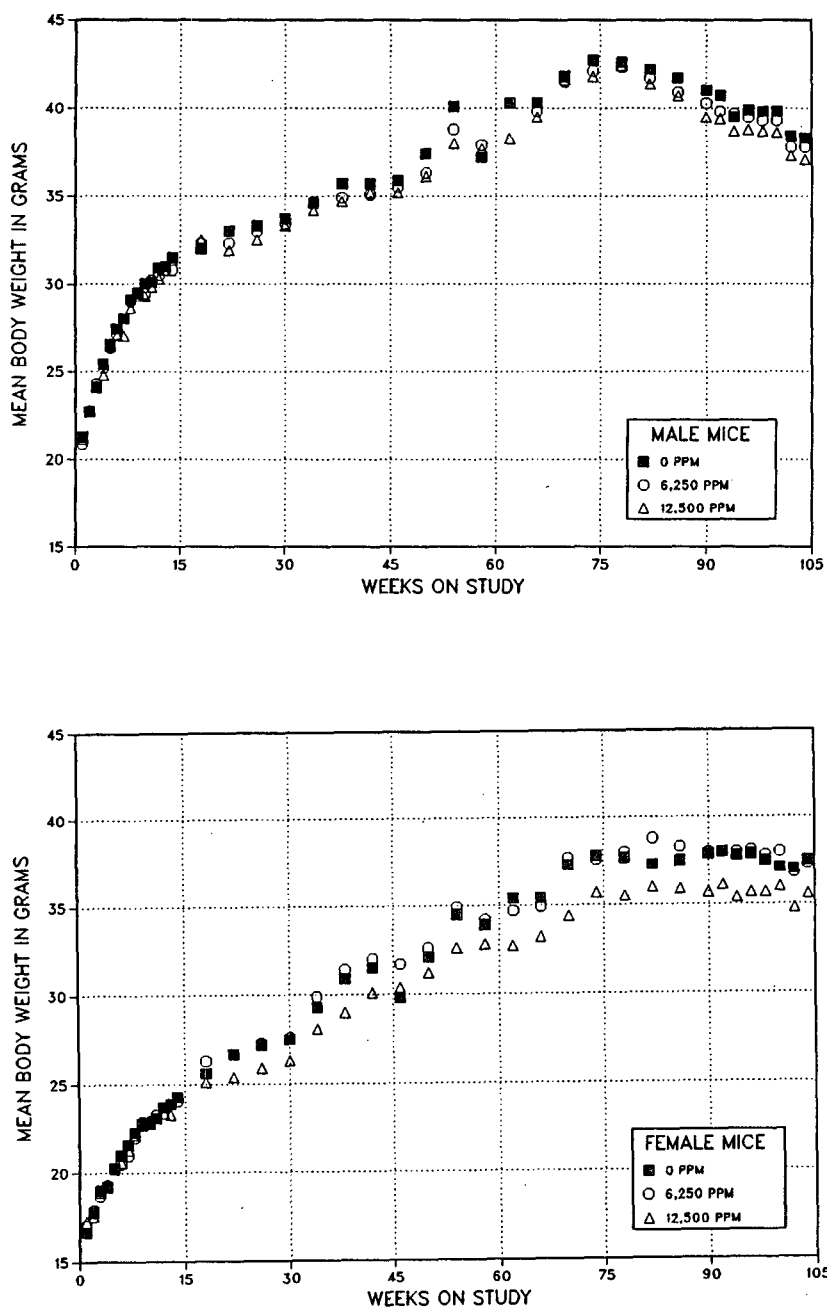 45
40
35
30
25
20
15
MEAN BODY WEIGHT IN GRAMS
MALE MICE
0 PPM
6,250 PPM
12,500 PPM
0 15 30 45 60 75 90 105
WEEKS ON STUDY
45
40
35
30
25
20
15
MEAN BODY WEIGHT IN GRAMS
FEMALE MICE
0 PPM
6,250 PPM
12,500 PPM
0 15 30 45 60 75 90 105
WEEKS ON STUDY